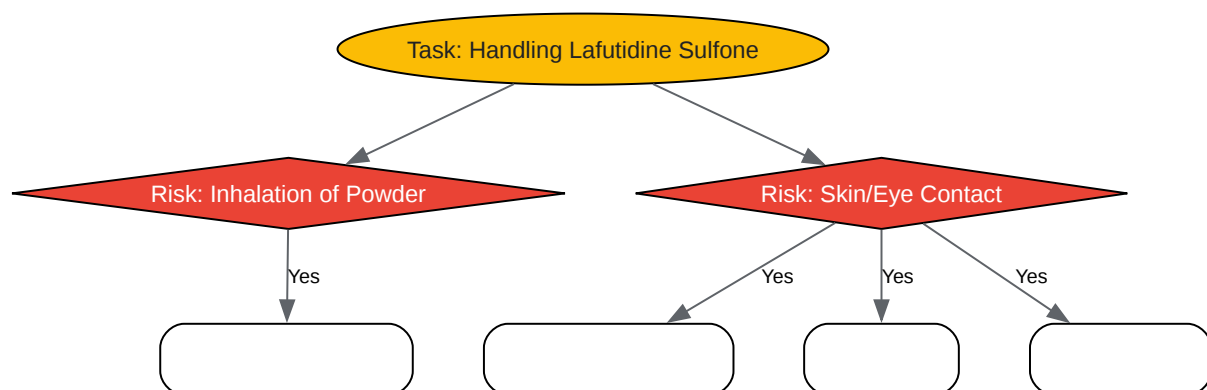 Task: Handling Lafutidine Sulfone
Risk: Inhalation of Powder
Risk: Skin/Eye Contact
Yes
Yes
Yes
Yes